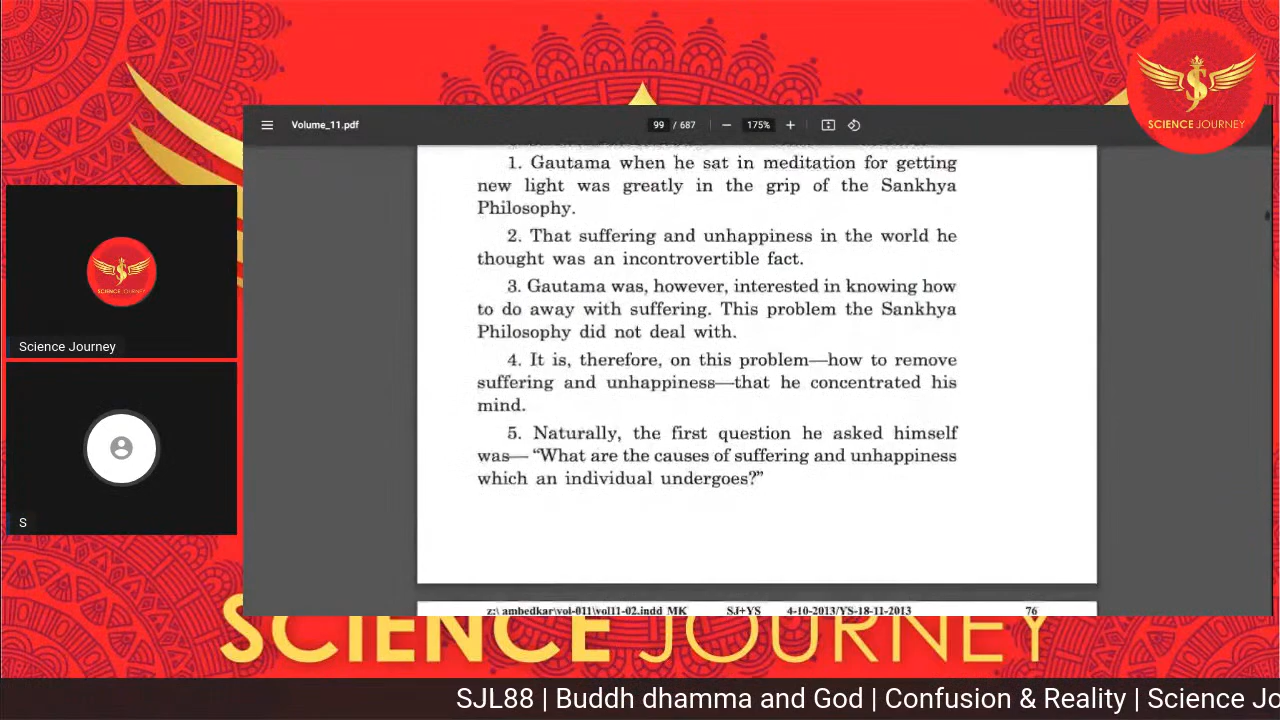 SCIENCE JOURNEY
Volume_11.pdf
99 / 687
175%
1. Gautama when he sat in meditation for getting
new light was greatly in the grip of the Sankhya
Philosophy.
2. That suffering and unhappiness in the world he
thought was an incontrovertible fact.
3. Gautama was, however, interested in knowing how
to do away with suffering. This problem the Sankhya
Philosophy did not deal with.
4. It is, therefore, on this problem—how to remove
suffering and unhappiness—that he concentrated his
mind.
5. Naturally, the first question he asked himself
was— “What are the causes of suffering and unhappiness
which an individual undergoes?”
z:\ ambedkar\vol-011\vol11-02.indd MK SJ+YS 4-10-2013/YS-18-11-2013 76
SCIENCE JOURNEY
Science Journey
S
SCIENCE JOURNEY
SJL88 | Buddh dhamma and God | Confusion & Reality | Science Jo